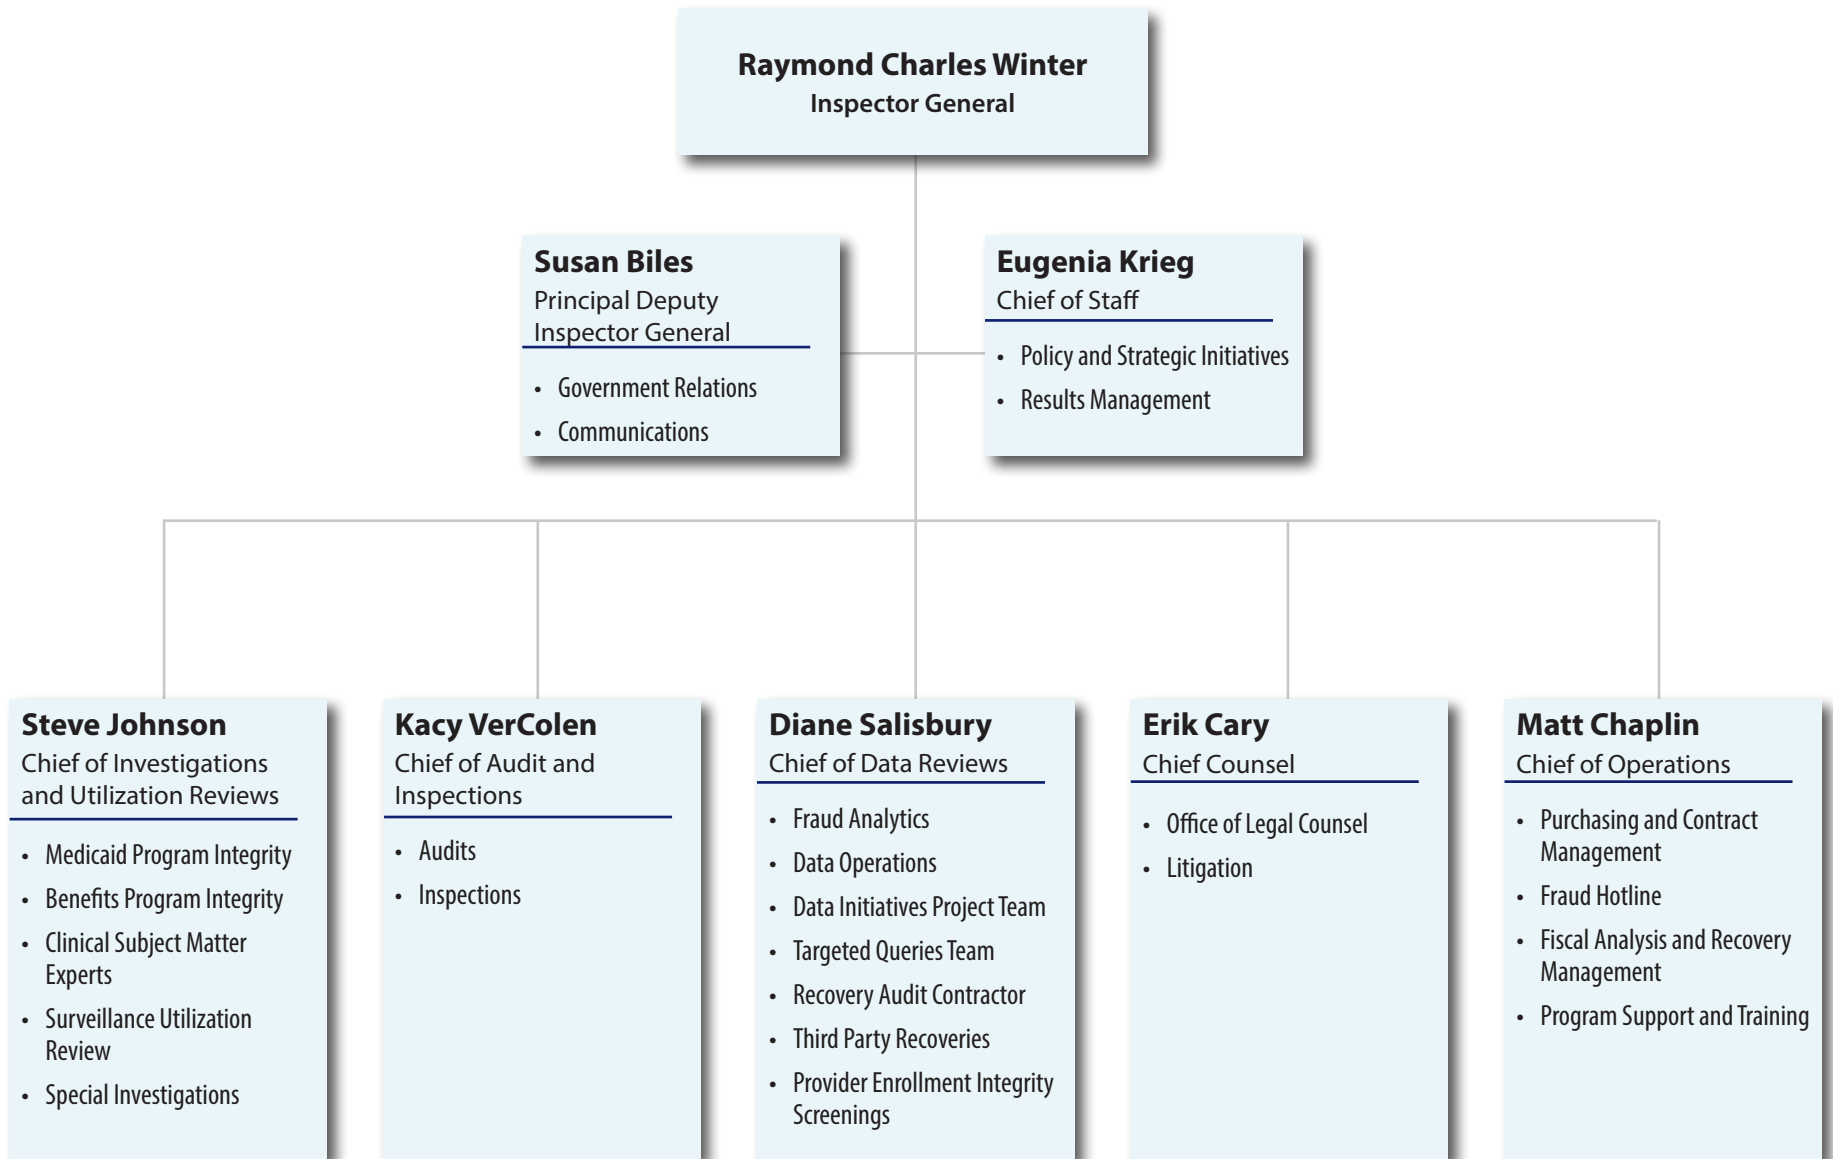 Raymond Charles Winter
Inspector General
Susan Biles
Principal Deputy
Inspector General
• Government Relations
• Communications
Eugenia Krieg
Chief of Staff
• Policy and Strategic Initiatives
• Results Management
Steve Johnson
Chief of Investigations
and Utilization Reviews
• Medicaid Program Integrity
• Benefits Program Integrity
• Clinical Subject Matter
Experts
• Surveillance Utilization
Review
• Special Investigations
Kacy VerColen
Chief of Audit and
Inspections
• Audits
• Inspections
Diane Salisbury
Chief of Data Reviews
• Fraud Analytics
• Data Operations
• Data Initiatives Project Team
• Targeted Queries Team
• Recovery Audit Contractor
• Third Party Recoveries
• Provider Enrollment Integrity
Screenings
Erik Cary
Chief Counsel
• Office of Legal Counsel
• Litigation
Matt Chaplin
Chief of Operations
• Purchasing and Contract
Management
• Fraud Hotline
• Fiscal Analysis and Recovery
Management
• Program Support and Training